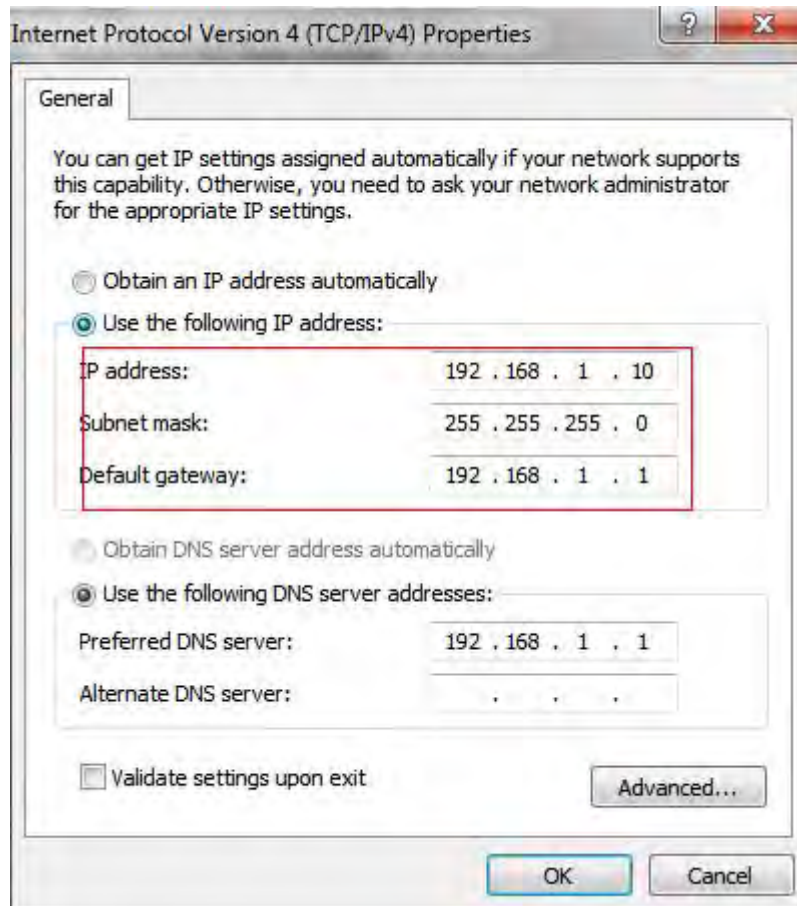 Internet Protocol Version 4 (TCP/IPv4) Properties
General
You can get IP settings assigned automatically if your network supports
this capability. Otherwise, you need to ask your network administrator
for the appropriate IP settings.
Obtain an IP address automatically
Use the following IP address:
IP address: 192 . 168 . 1 . 10
Subnet mask: 255 . 255 . 255 . 0
Default gateway: 192 . 168 . 1 . 1
Obtain DNS server address automatically
Use the following DNS server addresses:
Preferred DNS server: 192 . 168 . 1 . 1
Alternate DNS server: . . .
Validate settings upon exit
Advanced...
OK Cancel